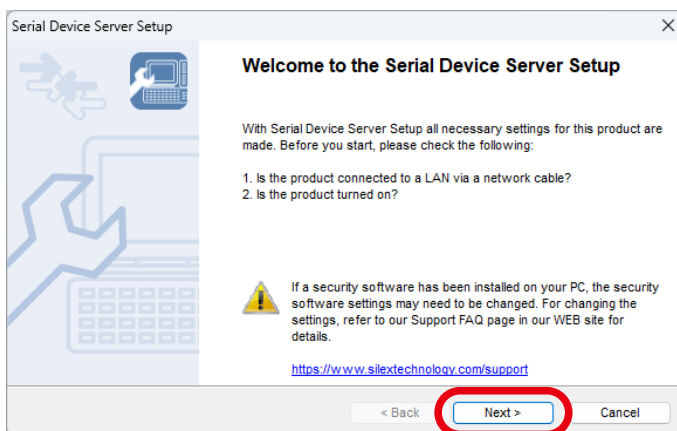 Serial Device Server Setup
Welcome to the Serial Device Server Setup
With Serial Device Server Setup all necessary settings for this product are
made. Before you start, please check the following:
1. Is the product connected to a LAN via a network cable?
2. Is the product turned on?
If a security software has been installed on your PC, the security
software settings may need to be changed. For changing the
settings, refer to our Support FAQ page in our WEB site for
details.
https://www.silextechnology.com/support
< Back Next > Cancel